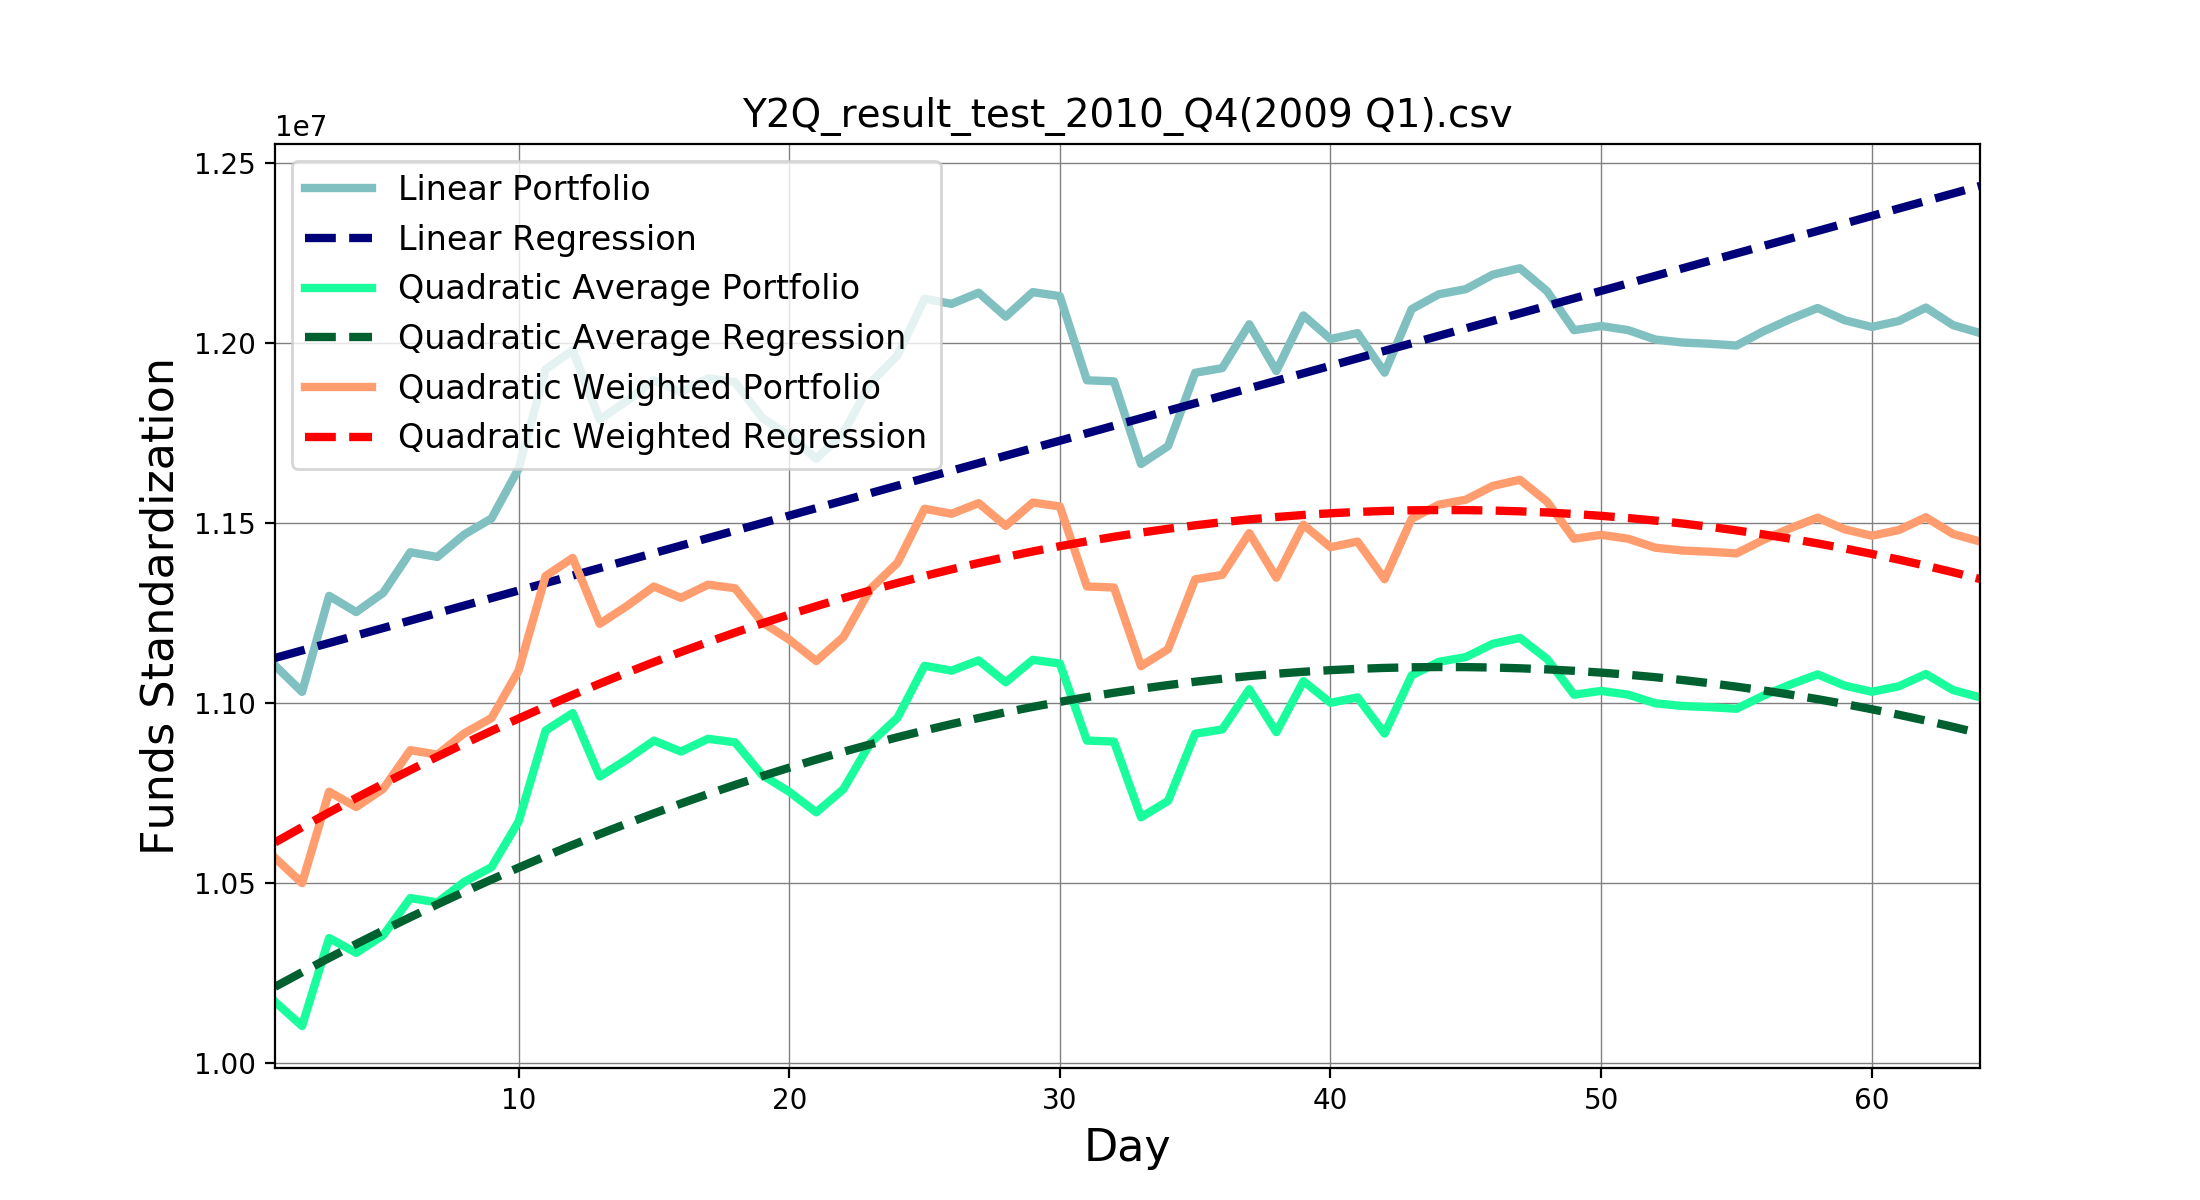 Y2Q_result_test_2010_Q4(2009 Q1).csv
1e7
1.25
1.20
1.15
1.10
1.05
1.00
Funds Standardization
Linear Portfolio
Linear Regression
Quadratic Average Portfolio
Quadratic Average Regression
Quadratic Weighted Portfolio
Quadratic Weighted Regression
10 20 30 40 50 60
Day